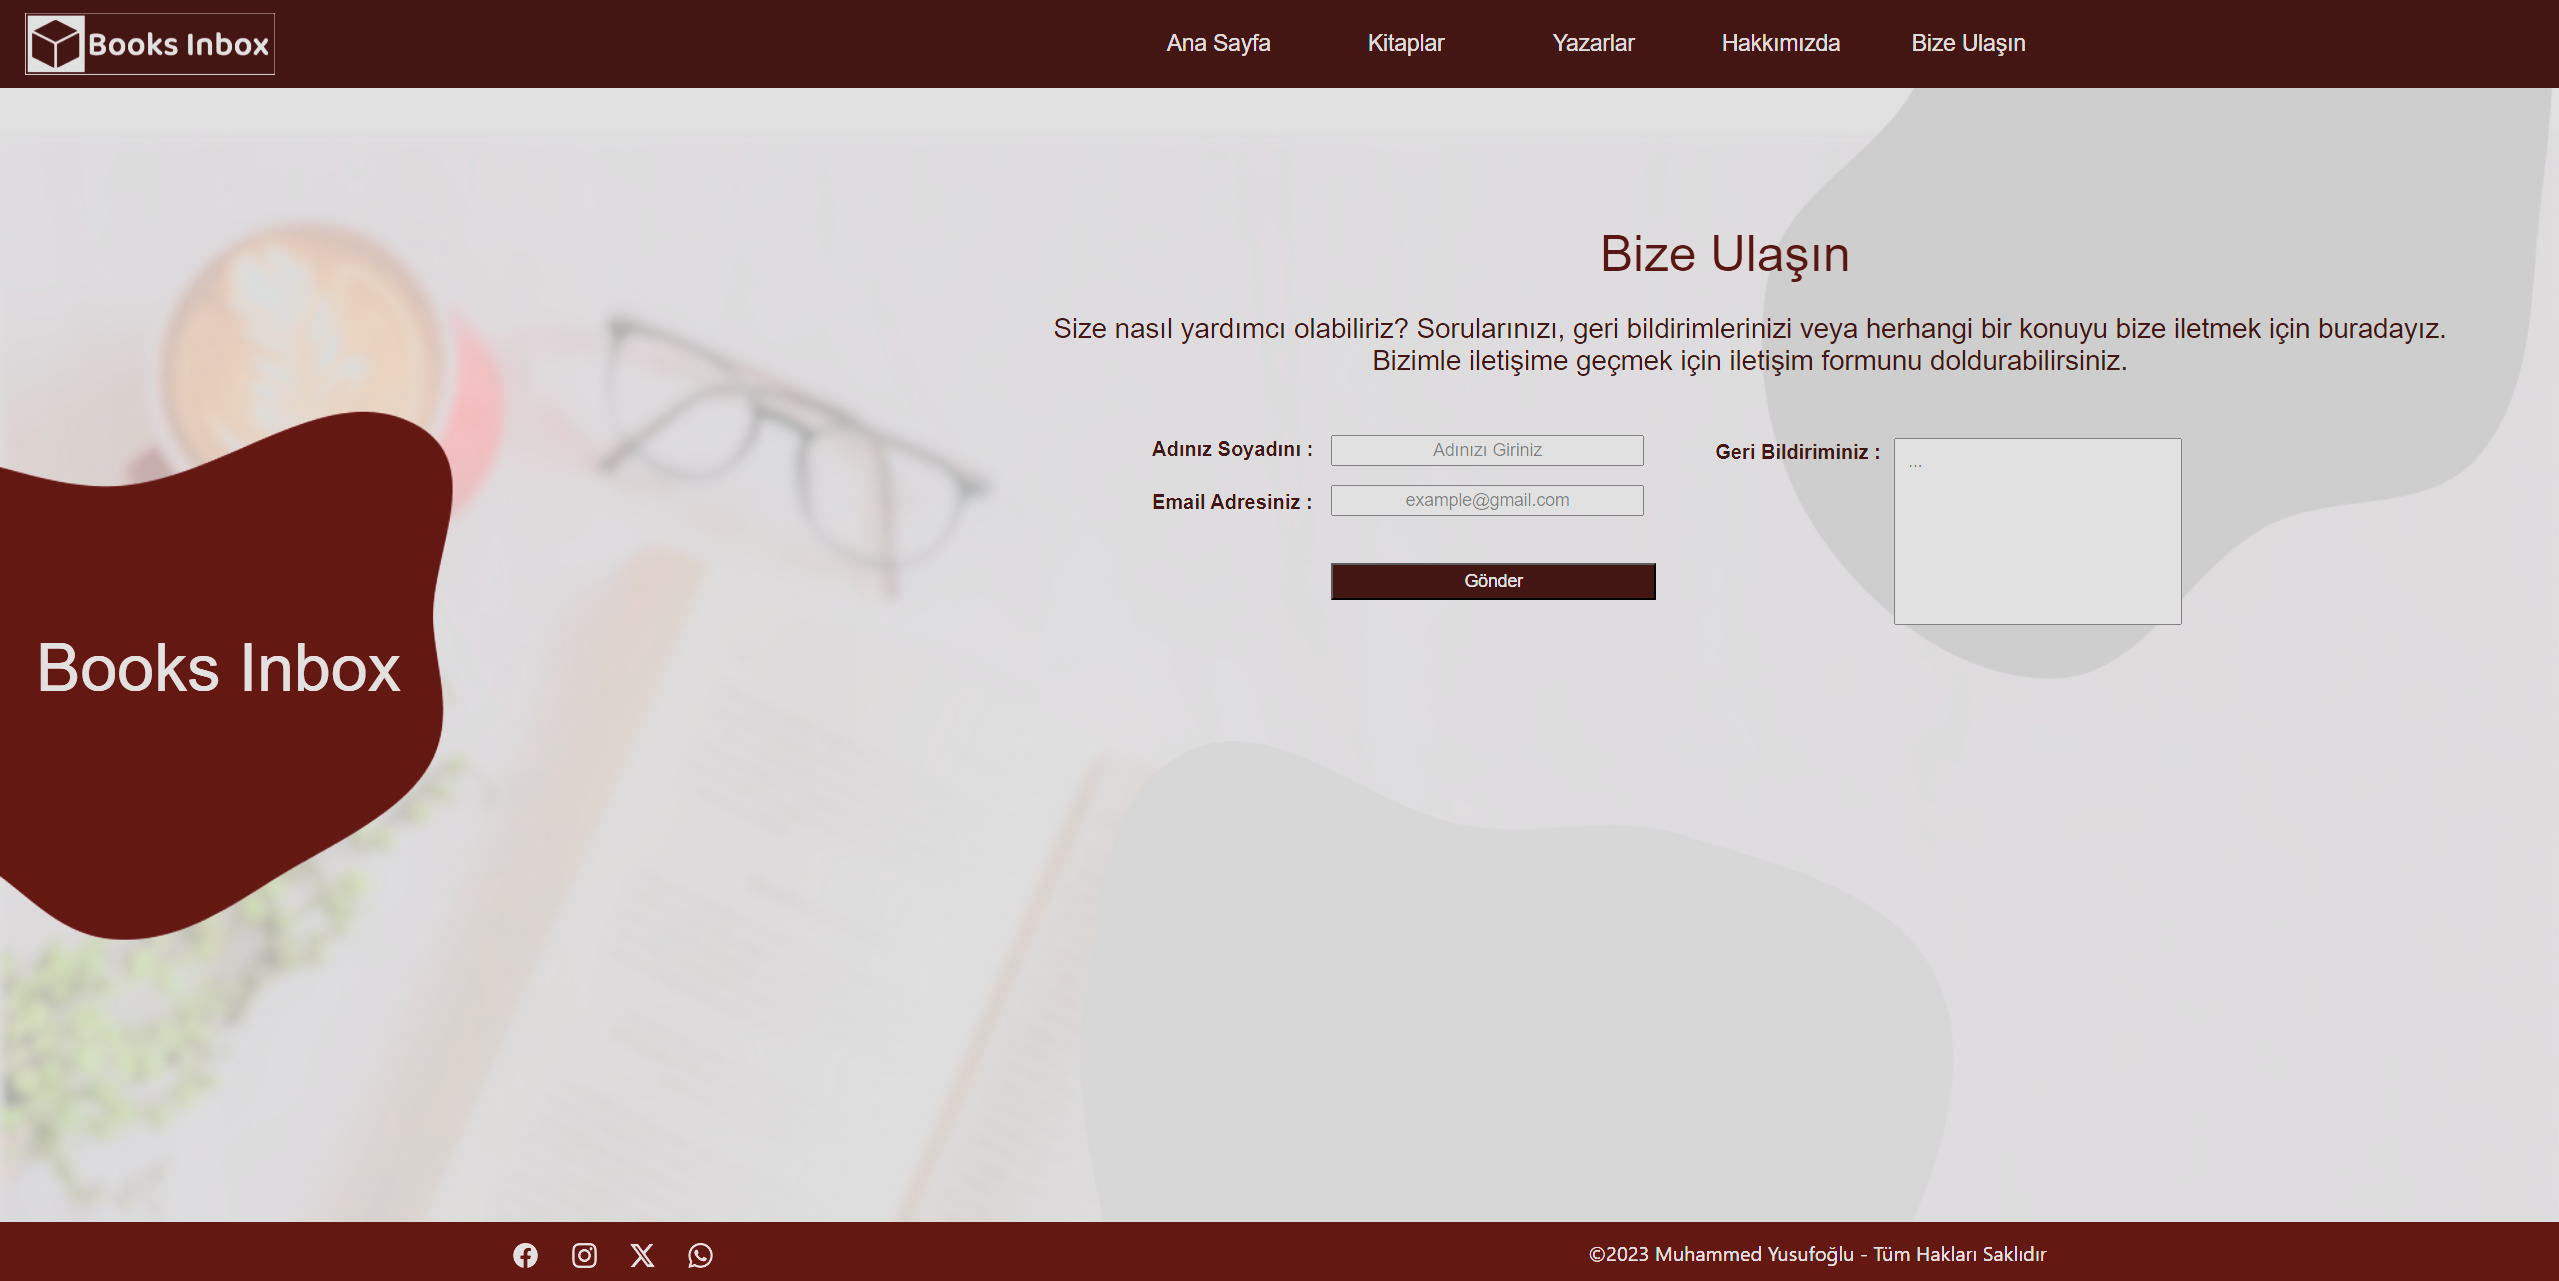 Books Inbox
Ana Sayfa
Kitaplar
Yazarlar
Hakkımızda
Bize Ulaşın
Bize Ulaşın
Size nasıl yardımcı olabiliriz? Sorularınızı, geri bildirimlerinizi veya herhangi bir konuyu bize iletmek için buradayız.
Bizimle iletişime geçmek için iletişim formunu doldurabilirsiniz.
Adınız Soyadını :
Adınızı Giriniz
Geri Bildiriminiz :
...
Email Adresiniz :
example@gmail.com
Gönder
Books Inbox
©2023 Muhammed Yusufoğlu - Tüm Hakları Saklıdır